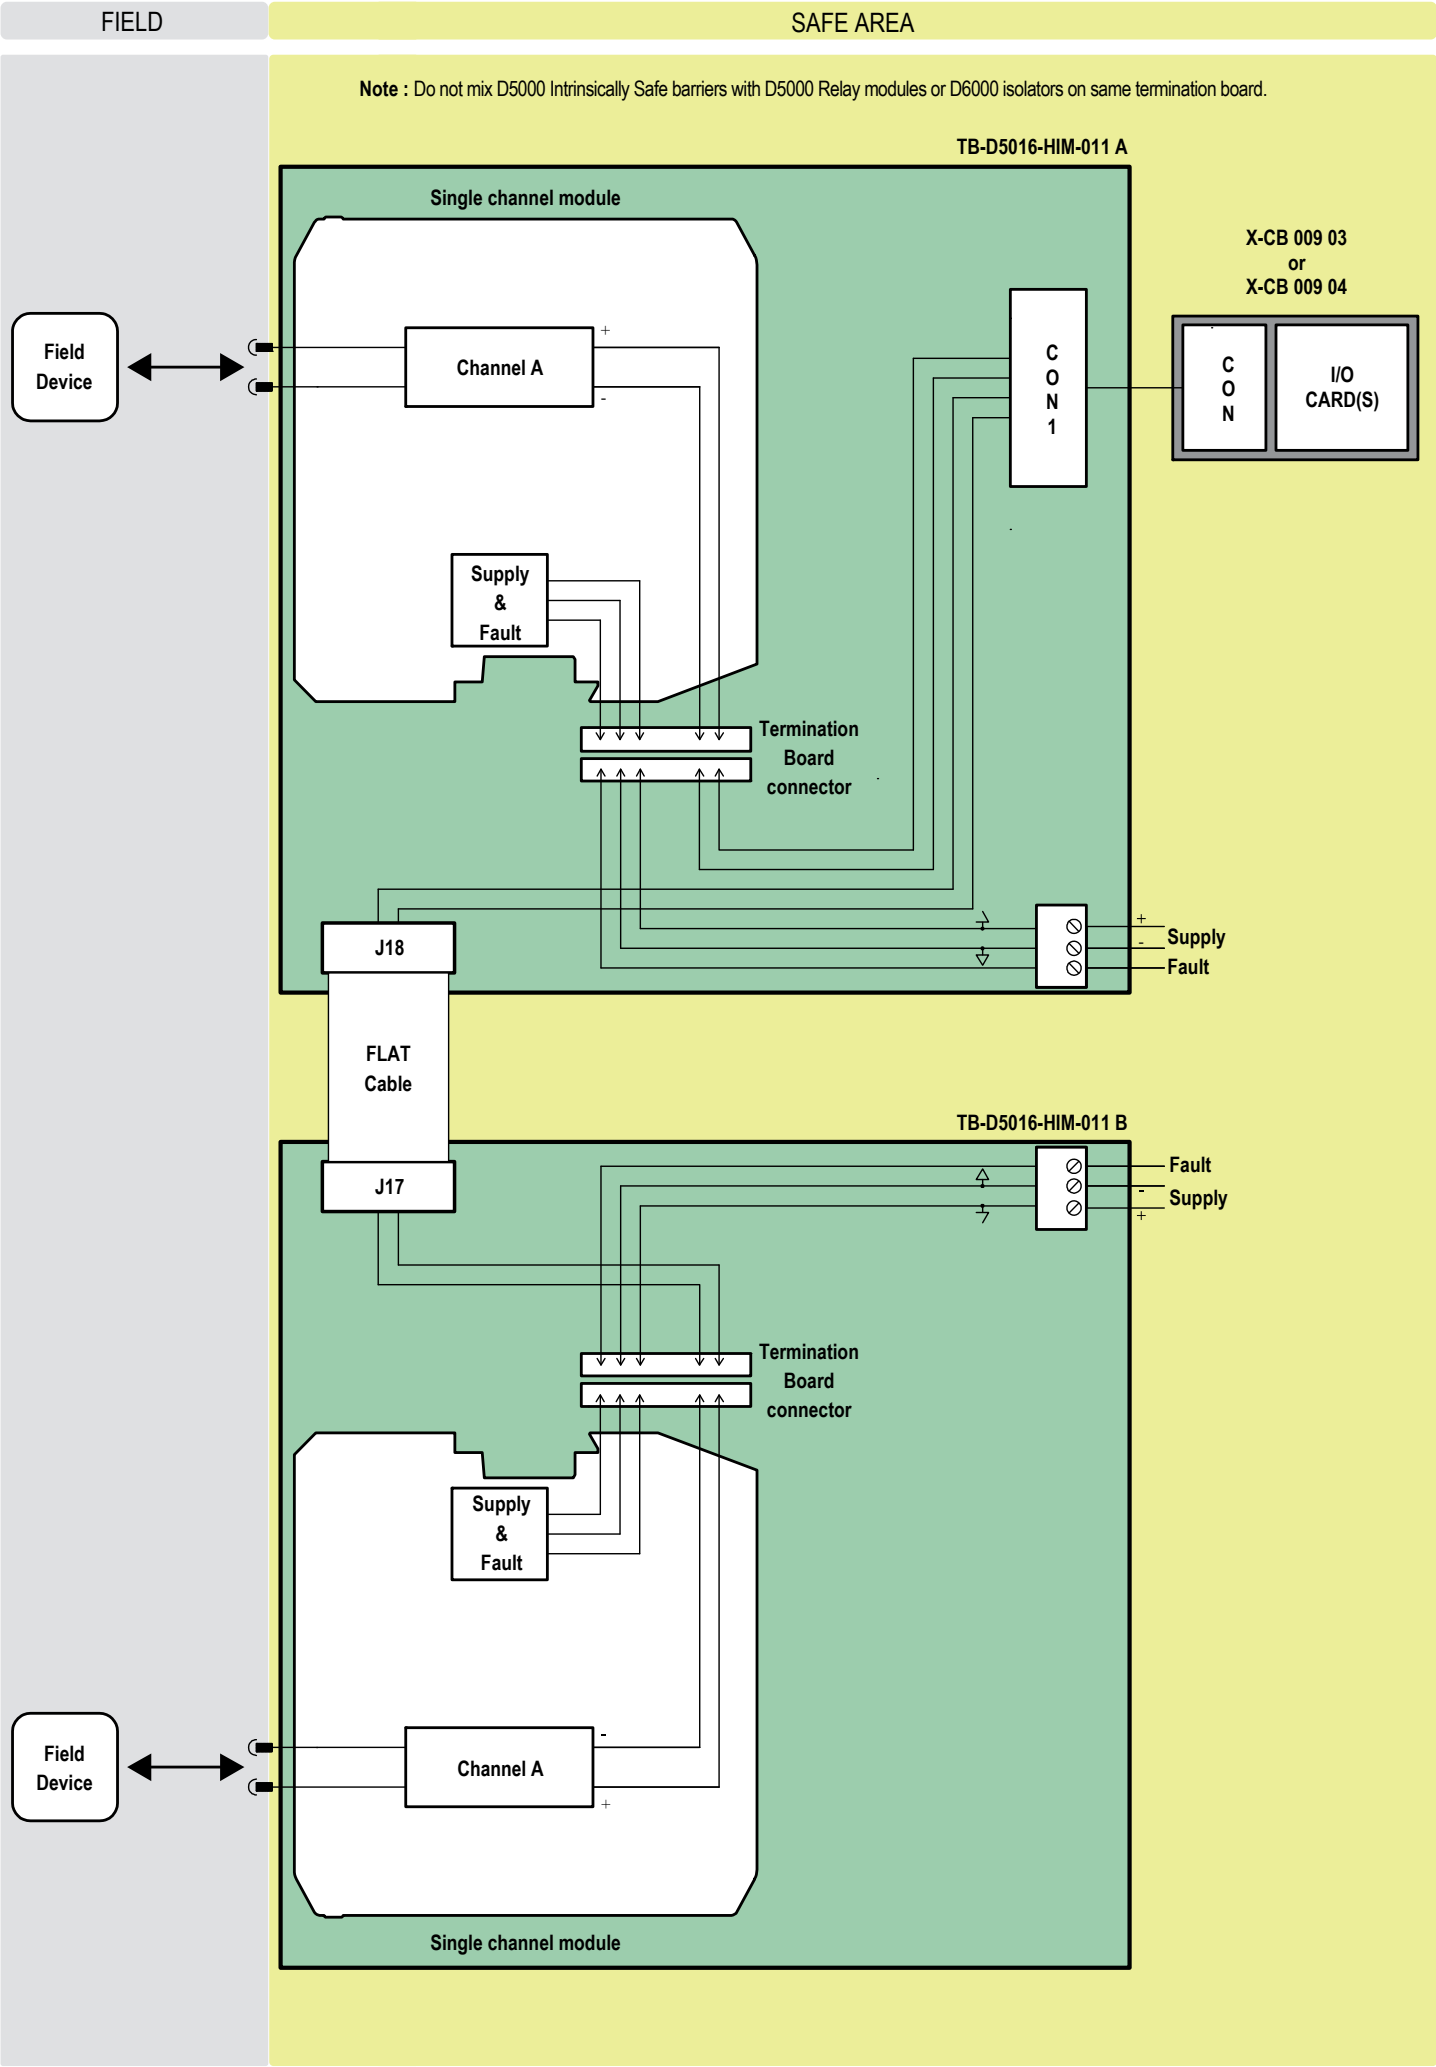 FIELD
SAFE AREA
Note : Do not mix D5000 Intrinsically Safe barriers with D5000 Relay modules or D6000 isolators on same termination board.
TB-D5016-HIM-011 A
Single channel module
X-CB 009 03
or
X-CB 009 04
Field
Device
Channel A
+
-
C
O
N
1
C
O
N
I/O
CARD(S)
Supply
&
Fault
Termination
Board
connector
J18
+
-
Supply
Fault
FLAT
Cable
TB-D5016-HIM-011 B
J17
Fault
-
Supply
+
Termination
Board
connector
Supply
&
Fault
Field
Device
Channel A
-
+
Single channel module